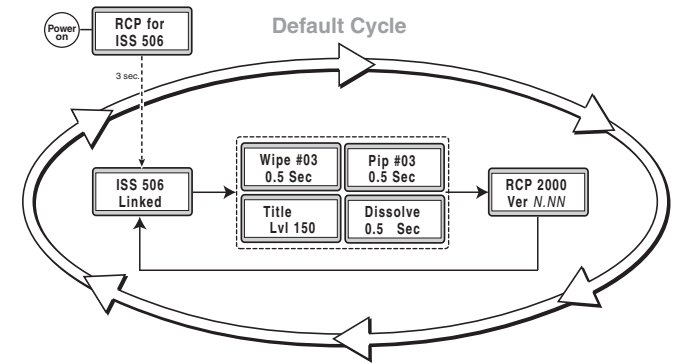 Default Cycle
Power
on
RCP for
ISS 506
3 sec.
ISS 506
Linked
Wipe #03
0.5 Sec
Pip #03
0.5 Sec
Title
Lvl 150
Dissolve
0.5 Sec
RCP 2000
Ver N.NN